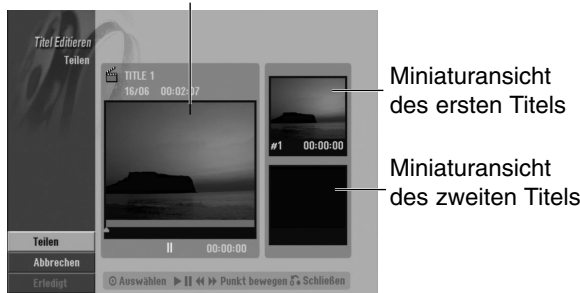 Titel Editieren
Teilen
TITLE 1
16/06 00:02:07
#1 00:00:00
00:00:00
Teilen
Abbrechen
Erledigt
Auswählen Punkt bewegen Schließen
Miniaturansicht
des ersten Titels
Miniaturansicht
des zweiten Titels